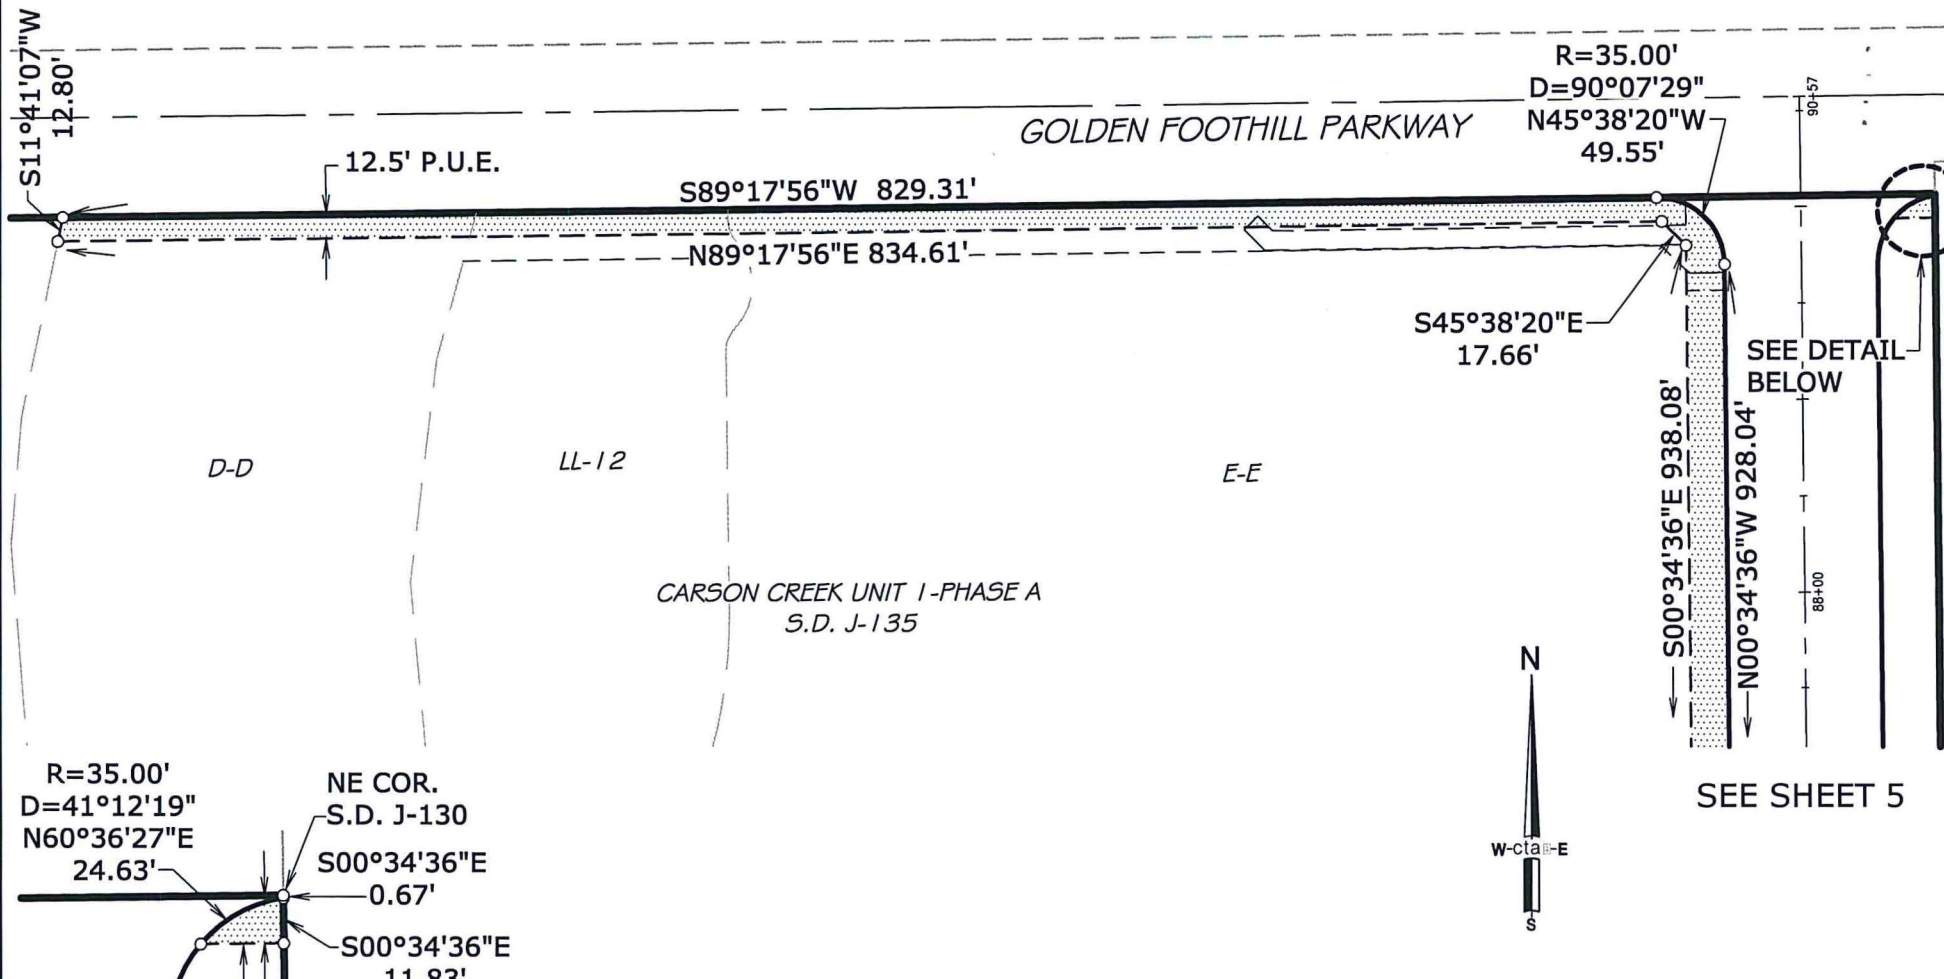 S11°41'07"W
12.80'
R=35.00'
D=90°07'29"
N45°38'20"W
49.55'
90+57
GOLDEN FOOTHILL PARKWAY
12.5' P.U.E.
S89°17'56"W 829.31'
N89°17'56"E 834.61'
S45°38'20"E
17.66'
SEE DETAIL
BELOW
S00°34'36"E 938.08'
N00°34'36"W 928.04'
D-D
LL-12
E-E
88+00
CARSON CREEK UNIT 1-PHASE A
S.D. J-135
N
W-cta-E
S
SEE SHEET 5
R=35.00'
D=41°12'19"
N60°36'27"E
24.63'
NE COR.
S.D. J-130
S00°34'36"E
0.67'
S00°34'36"E
11.83'